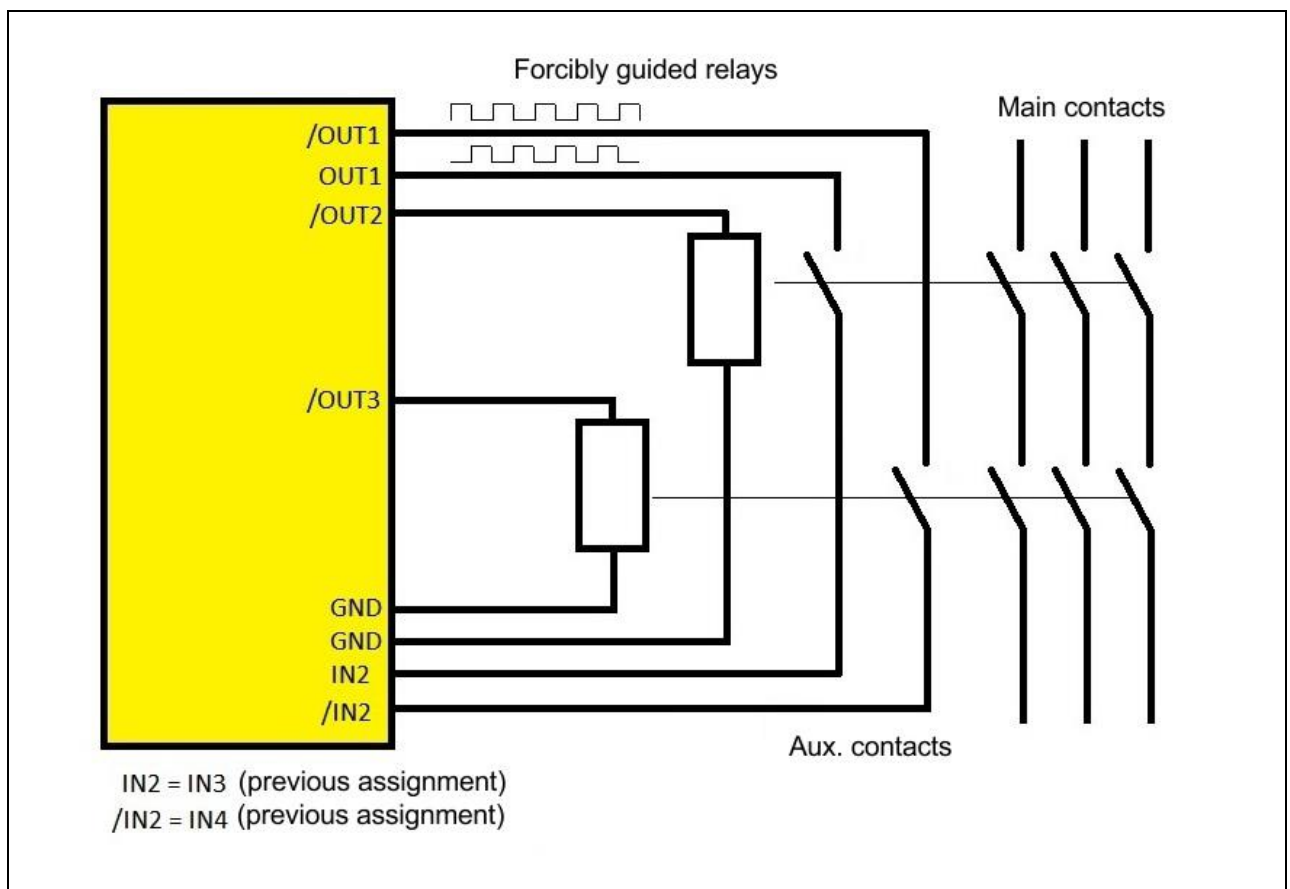 Forcibly guided relays
Main contacts
/OUT1
OUT1
/OUT2
/OUT3
GND
GND
IN2
/IN2
Aux. contacts
IN2 = IN3 (previous assignment)
/IN2 = IN4 (previous assignment)